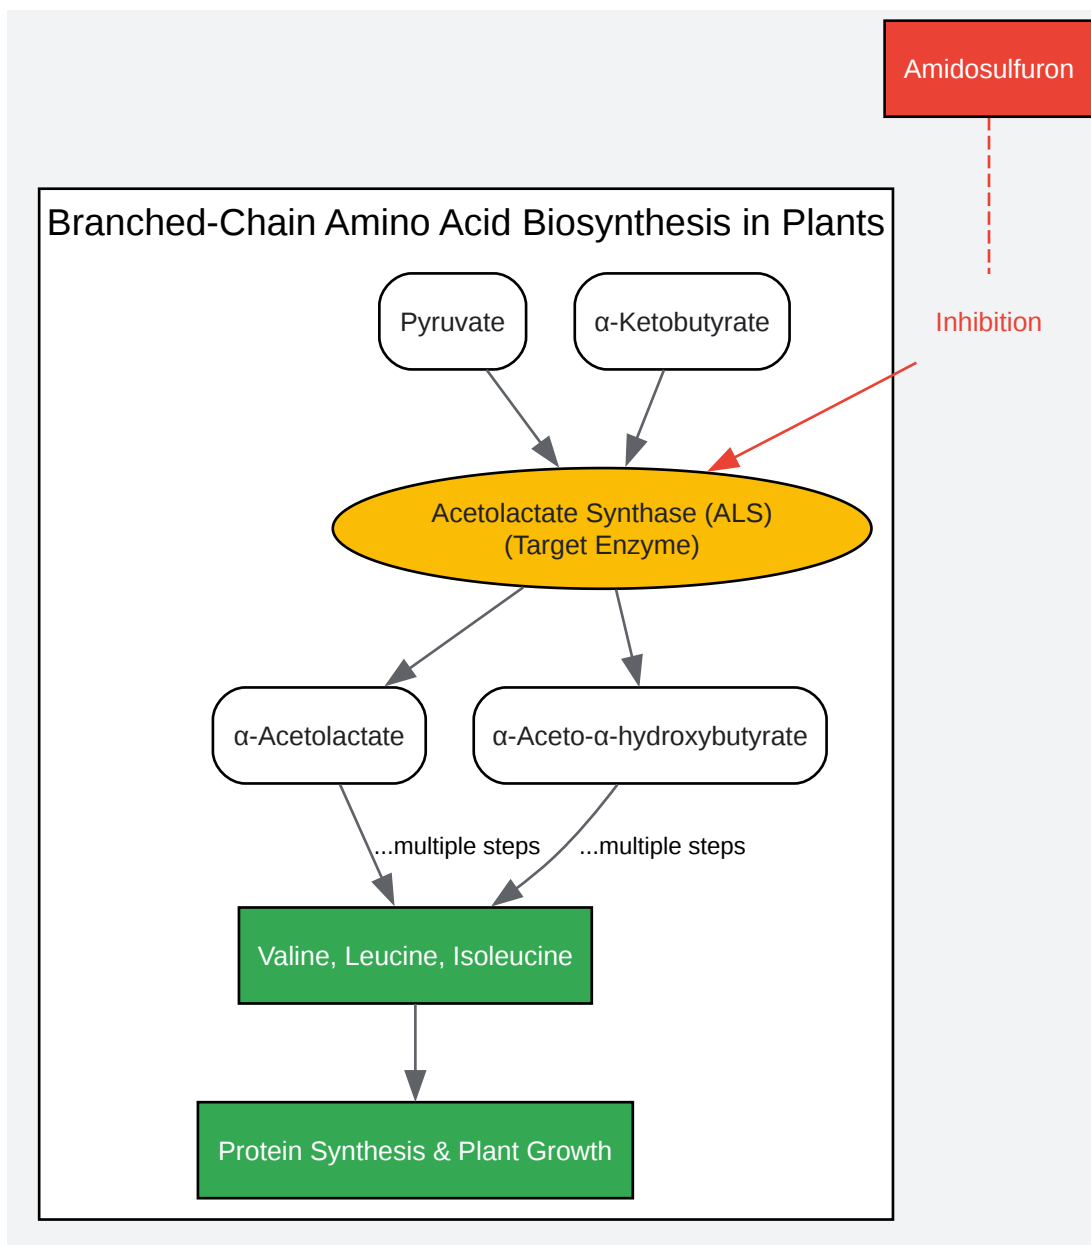 Amidosulfuron
Branched-Chain Amino Acid Biosynthesis in Plants
Pyruvate
α-Ketobutyrate
Inhibition
Acetolactate Synthase (ALS)
(Target Enzyme)
α-Acetolactate
α-Aceto-α-hydroxybutyrate
...multiple steps
...multiple steps
Valine, Leucine, Isoleucine
Protein Synthesis & Plant Growth